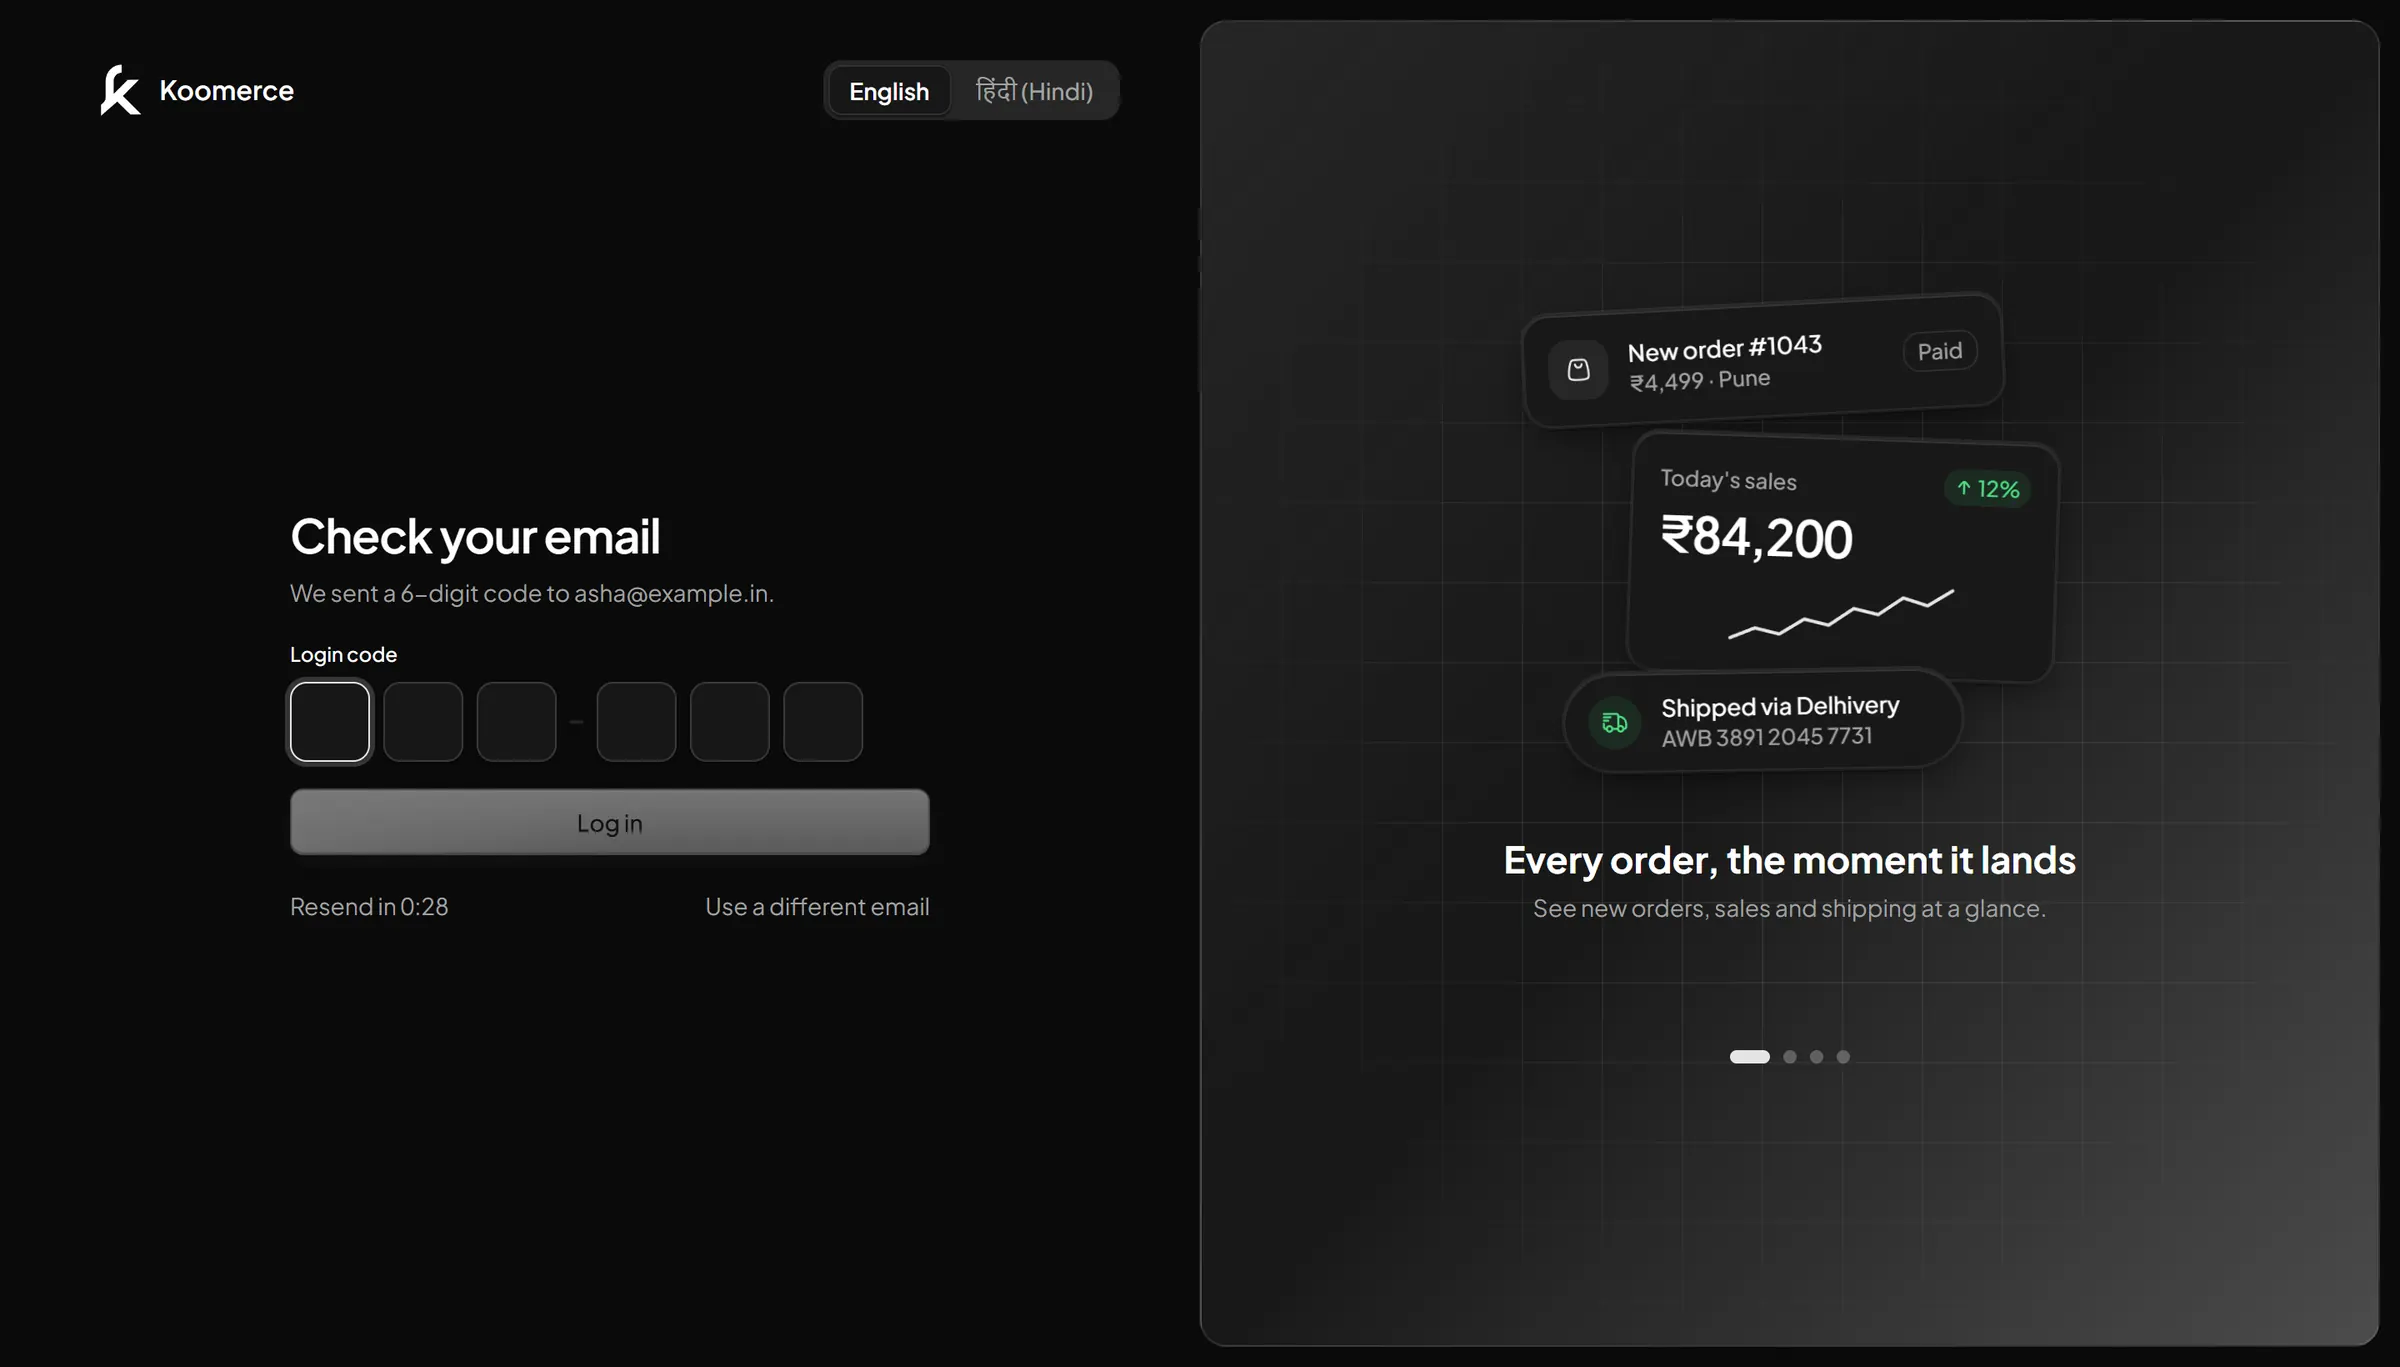 Koomerce
English
हिंदी (Hindi)
Check your email
We sent a 6-digit code to asha@example.in.
Login code
Log in
Resend in 0:28
Use a different email
New order #1043
₹4,499 · Pune
Paid
Today's sales
↑ 12%
₹84,200
Shipped via Delhivery
AWB 3891 2045 7731
Every order, the moment it lands
See new orders, sales and shipping at a glance.